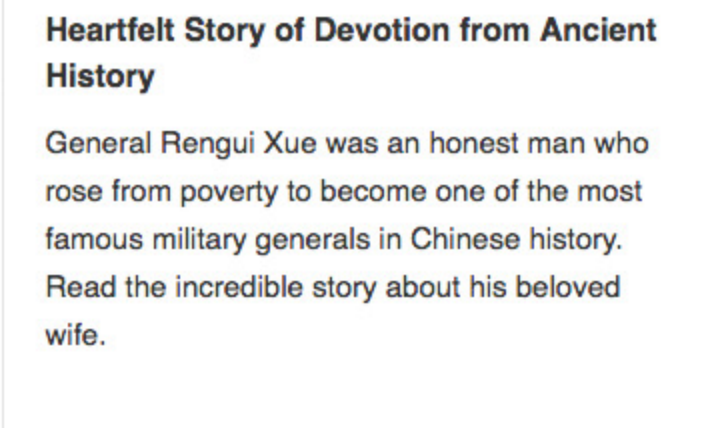 Heartfelt Story of Devotion from Ancient
History
General Rengui Xue was an honest man who
rose from poverty to become one of the most
famous military generals in Chinese history.
Read the incredible story about his beloved
wife.